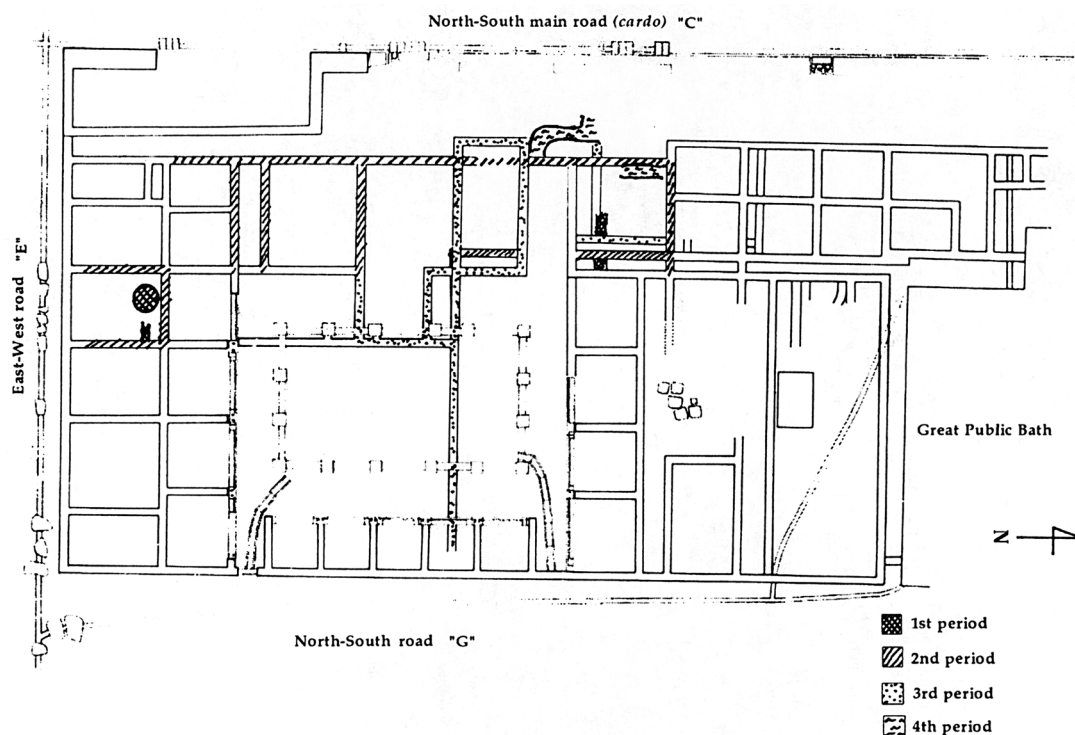 North-South main road (cardo) "C"
East-West road "E"
Great Public Bath
N
North-South road "G"
1st period
2nd period
3rd period
4th period